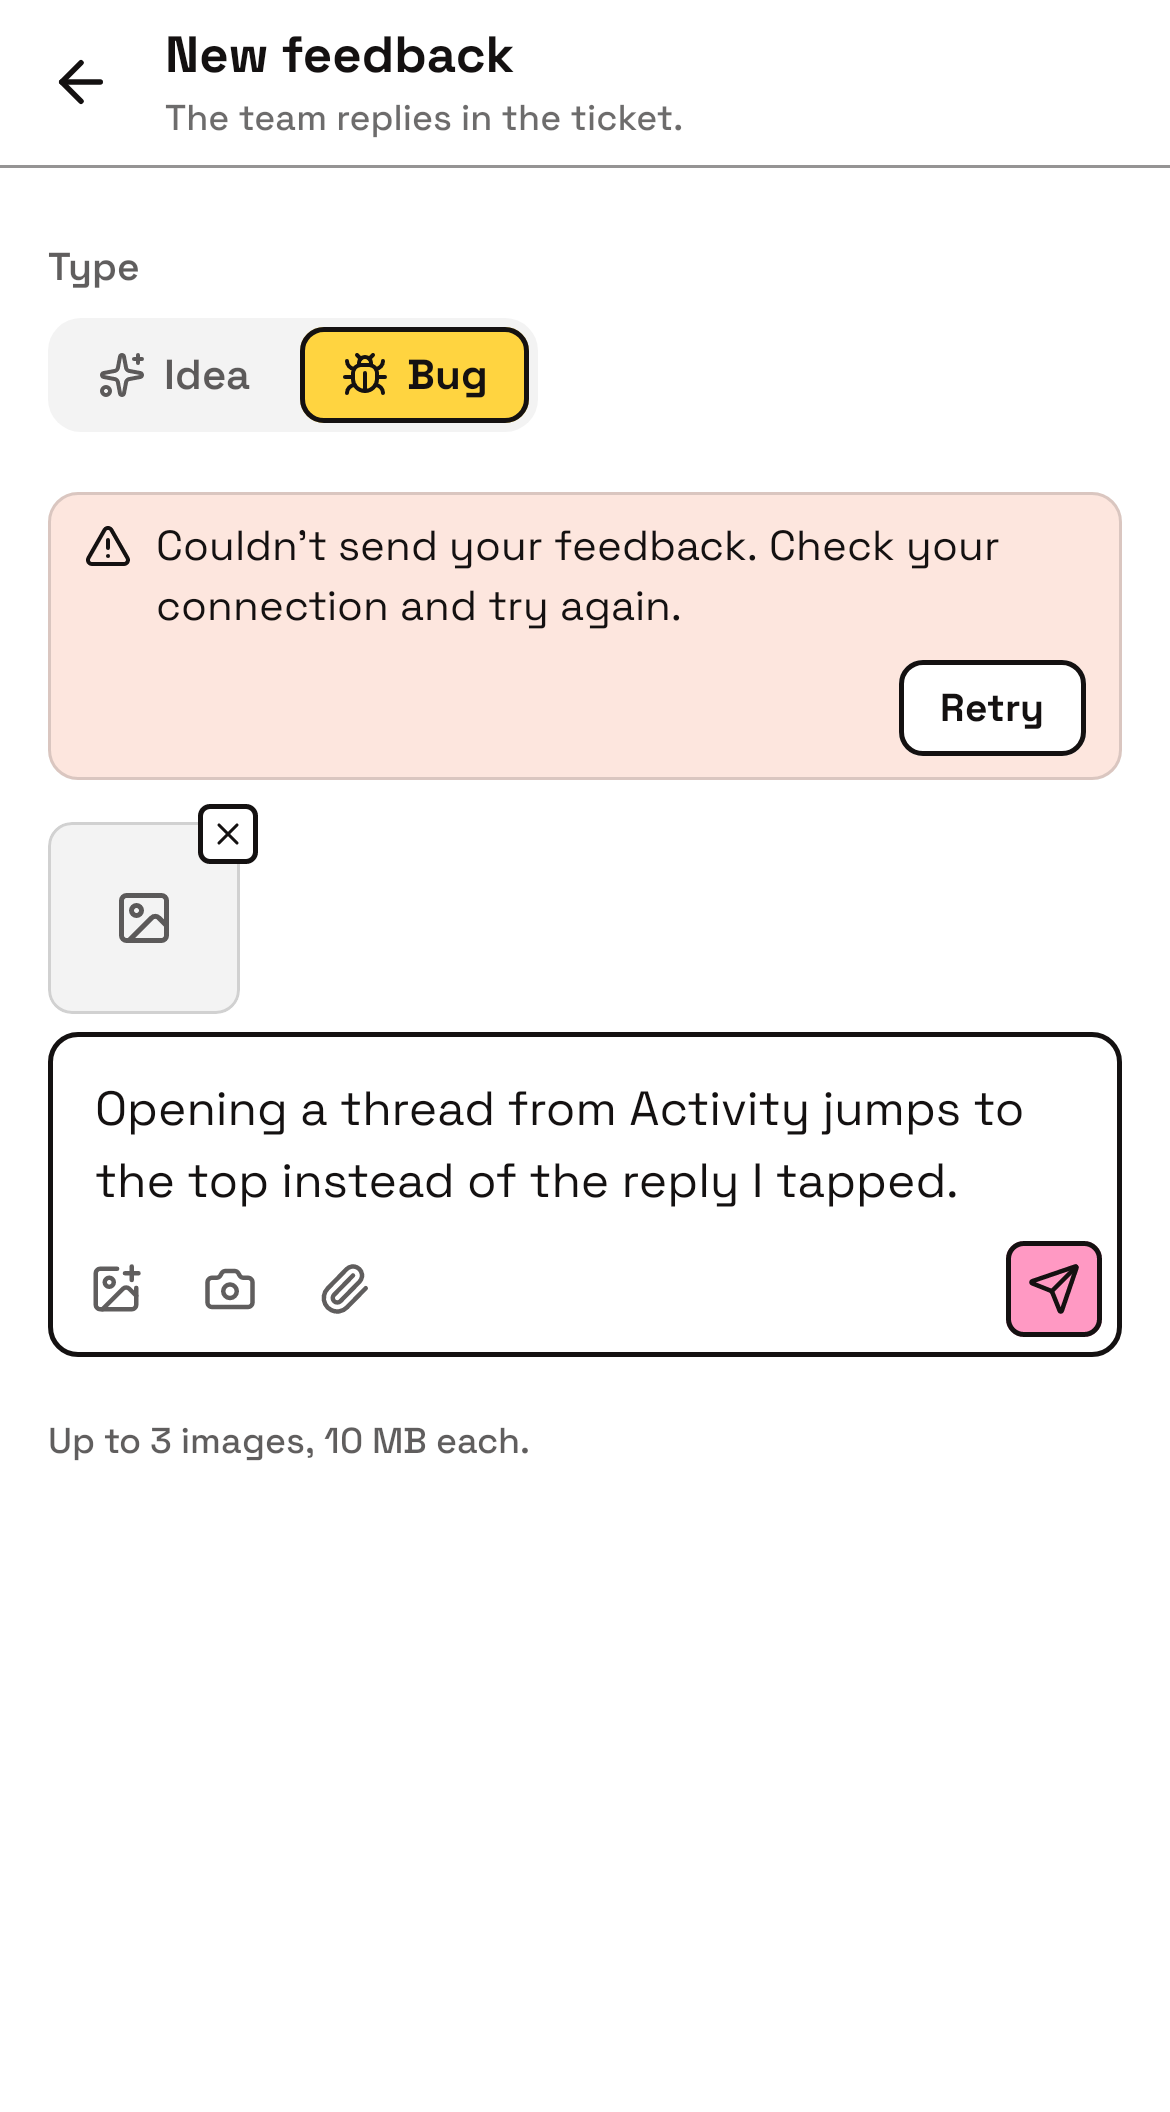 New feedback
The team replies in the ticket.
Type
Idea
Bug
Couldn’t send your feedback. Check your
connection and try again.
Retry
Opening a thread from Activity jumps to
the top instead of the reply I tapped.
Up to 3 images, 10 MB each.